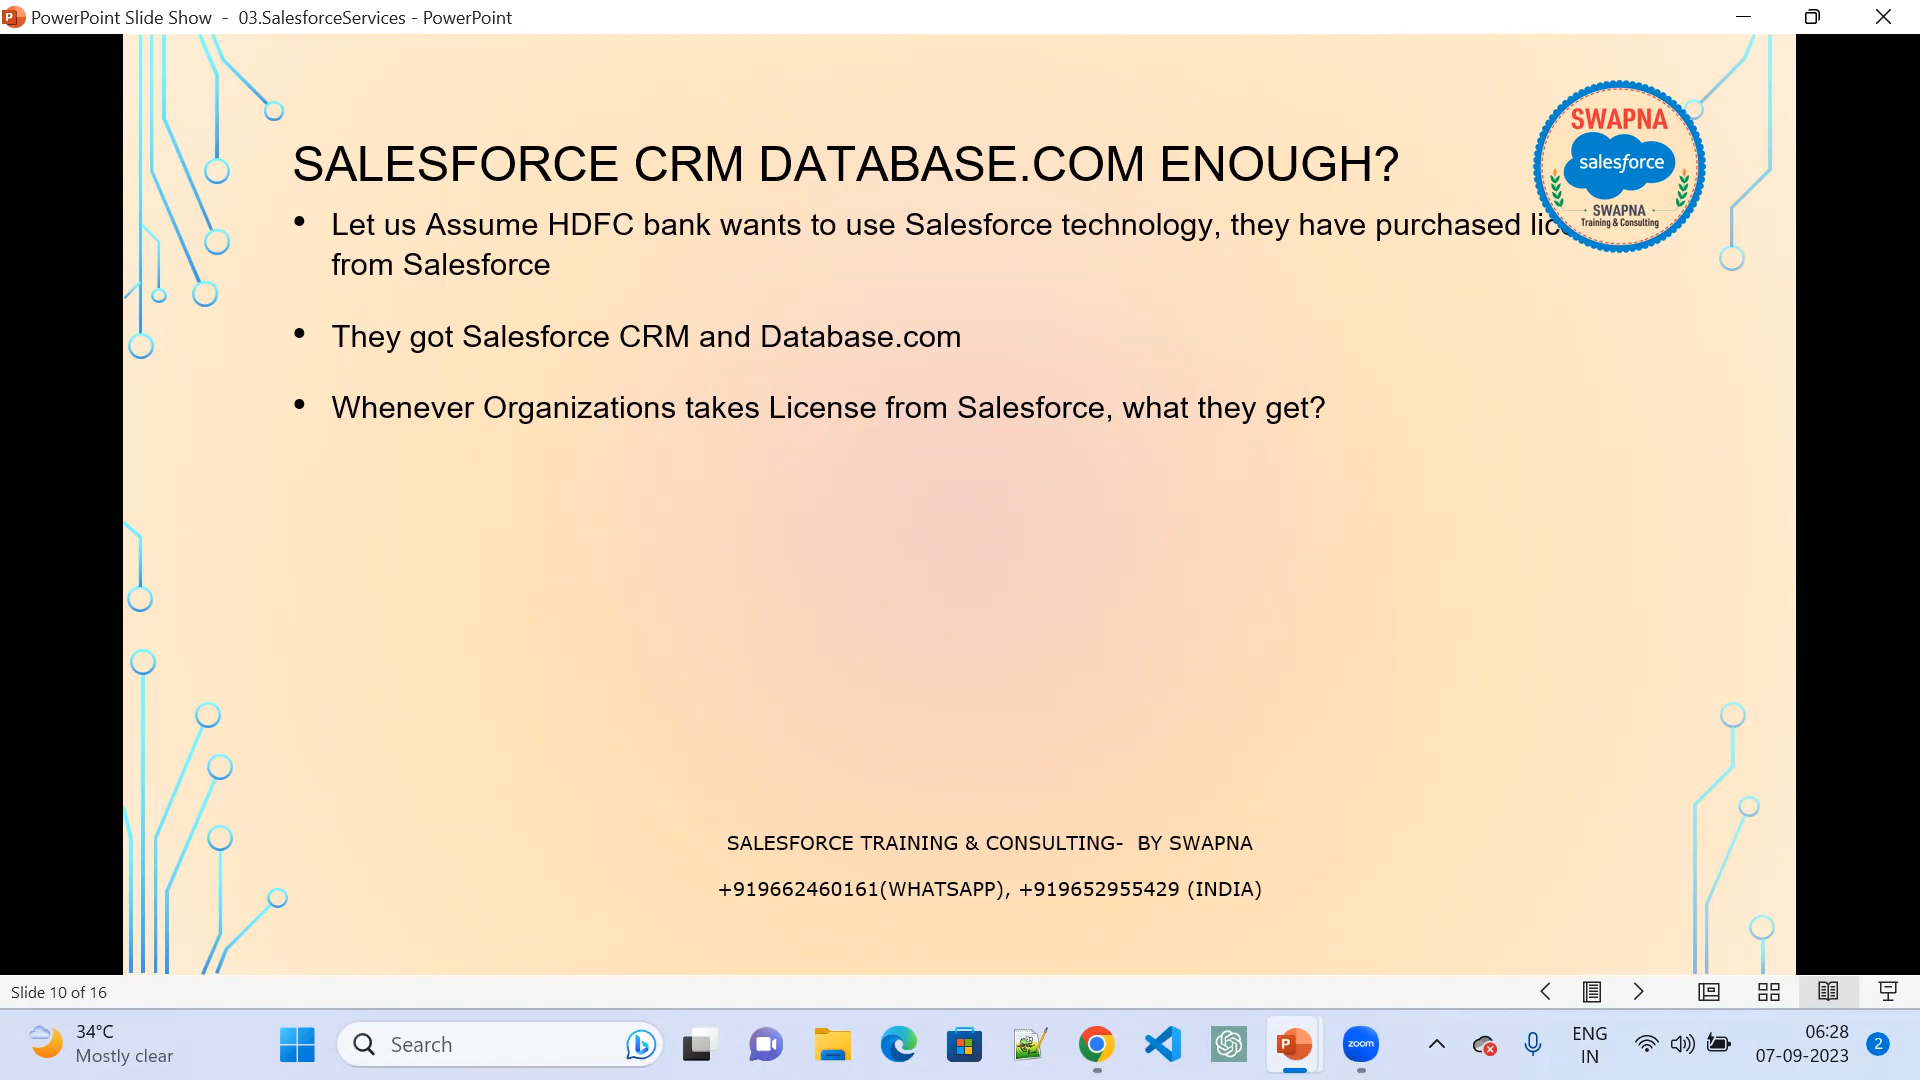 PowerPoint Slide Show - 03.SalesforceServices - PowerPoint
SWAPNA
salesforce
SWAPNA
Training & Consulting
SALESFORCE CRM DATABASE.COM ENOUGH?
• Let us Assume HDFC bank wants to use Salesforce technology, they have purchased
from Salesforce
• They got Salesforce CRM and Database.com
• Whenever Organizations takes License from Salesforce, what they get?
SALESFORCE TRAINING & CONSULTING- BY SWAPNA
+919662460161(WHATSAPP), +919652955429 (INDIA)
Slide 10 of 16
34°C
Mostly clear
Search
zoom
ENG
IN
06:28
07-09-2023
2